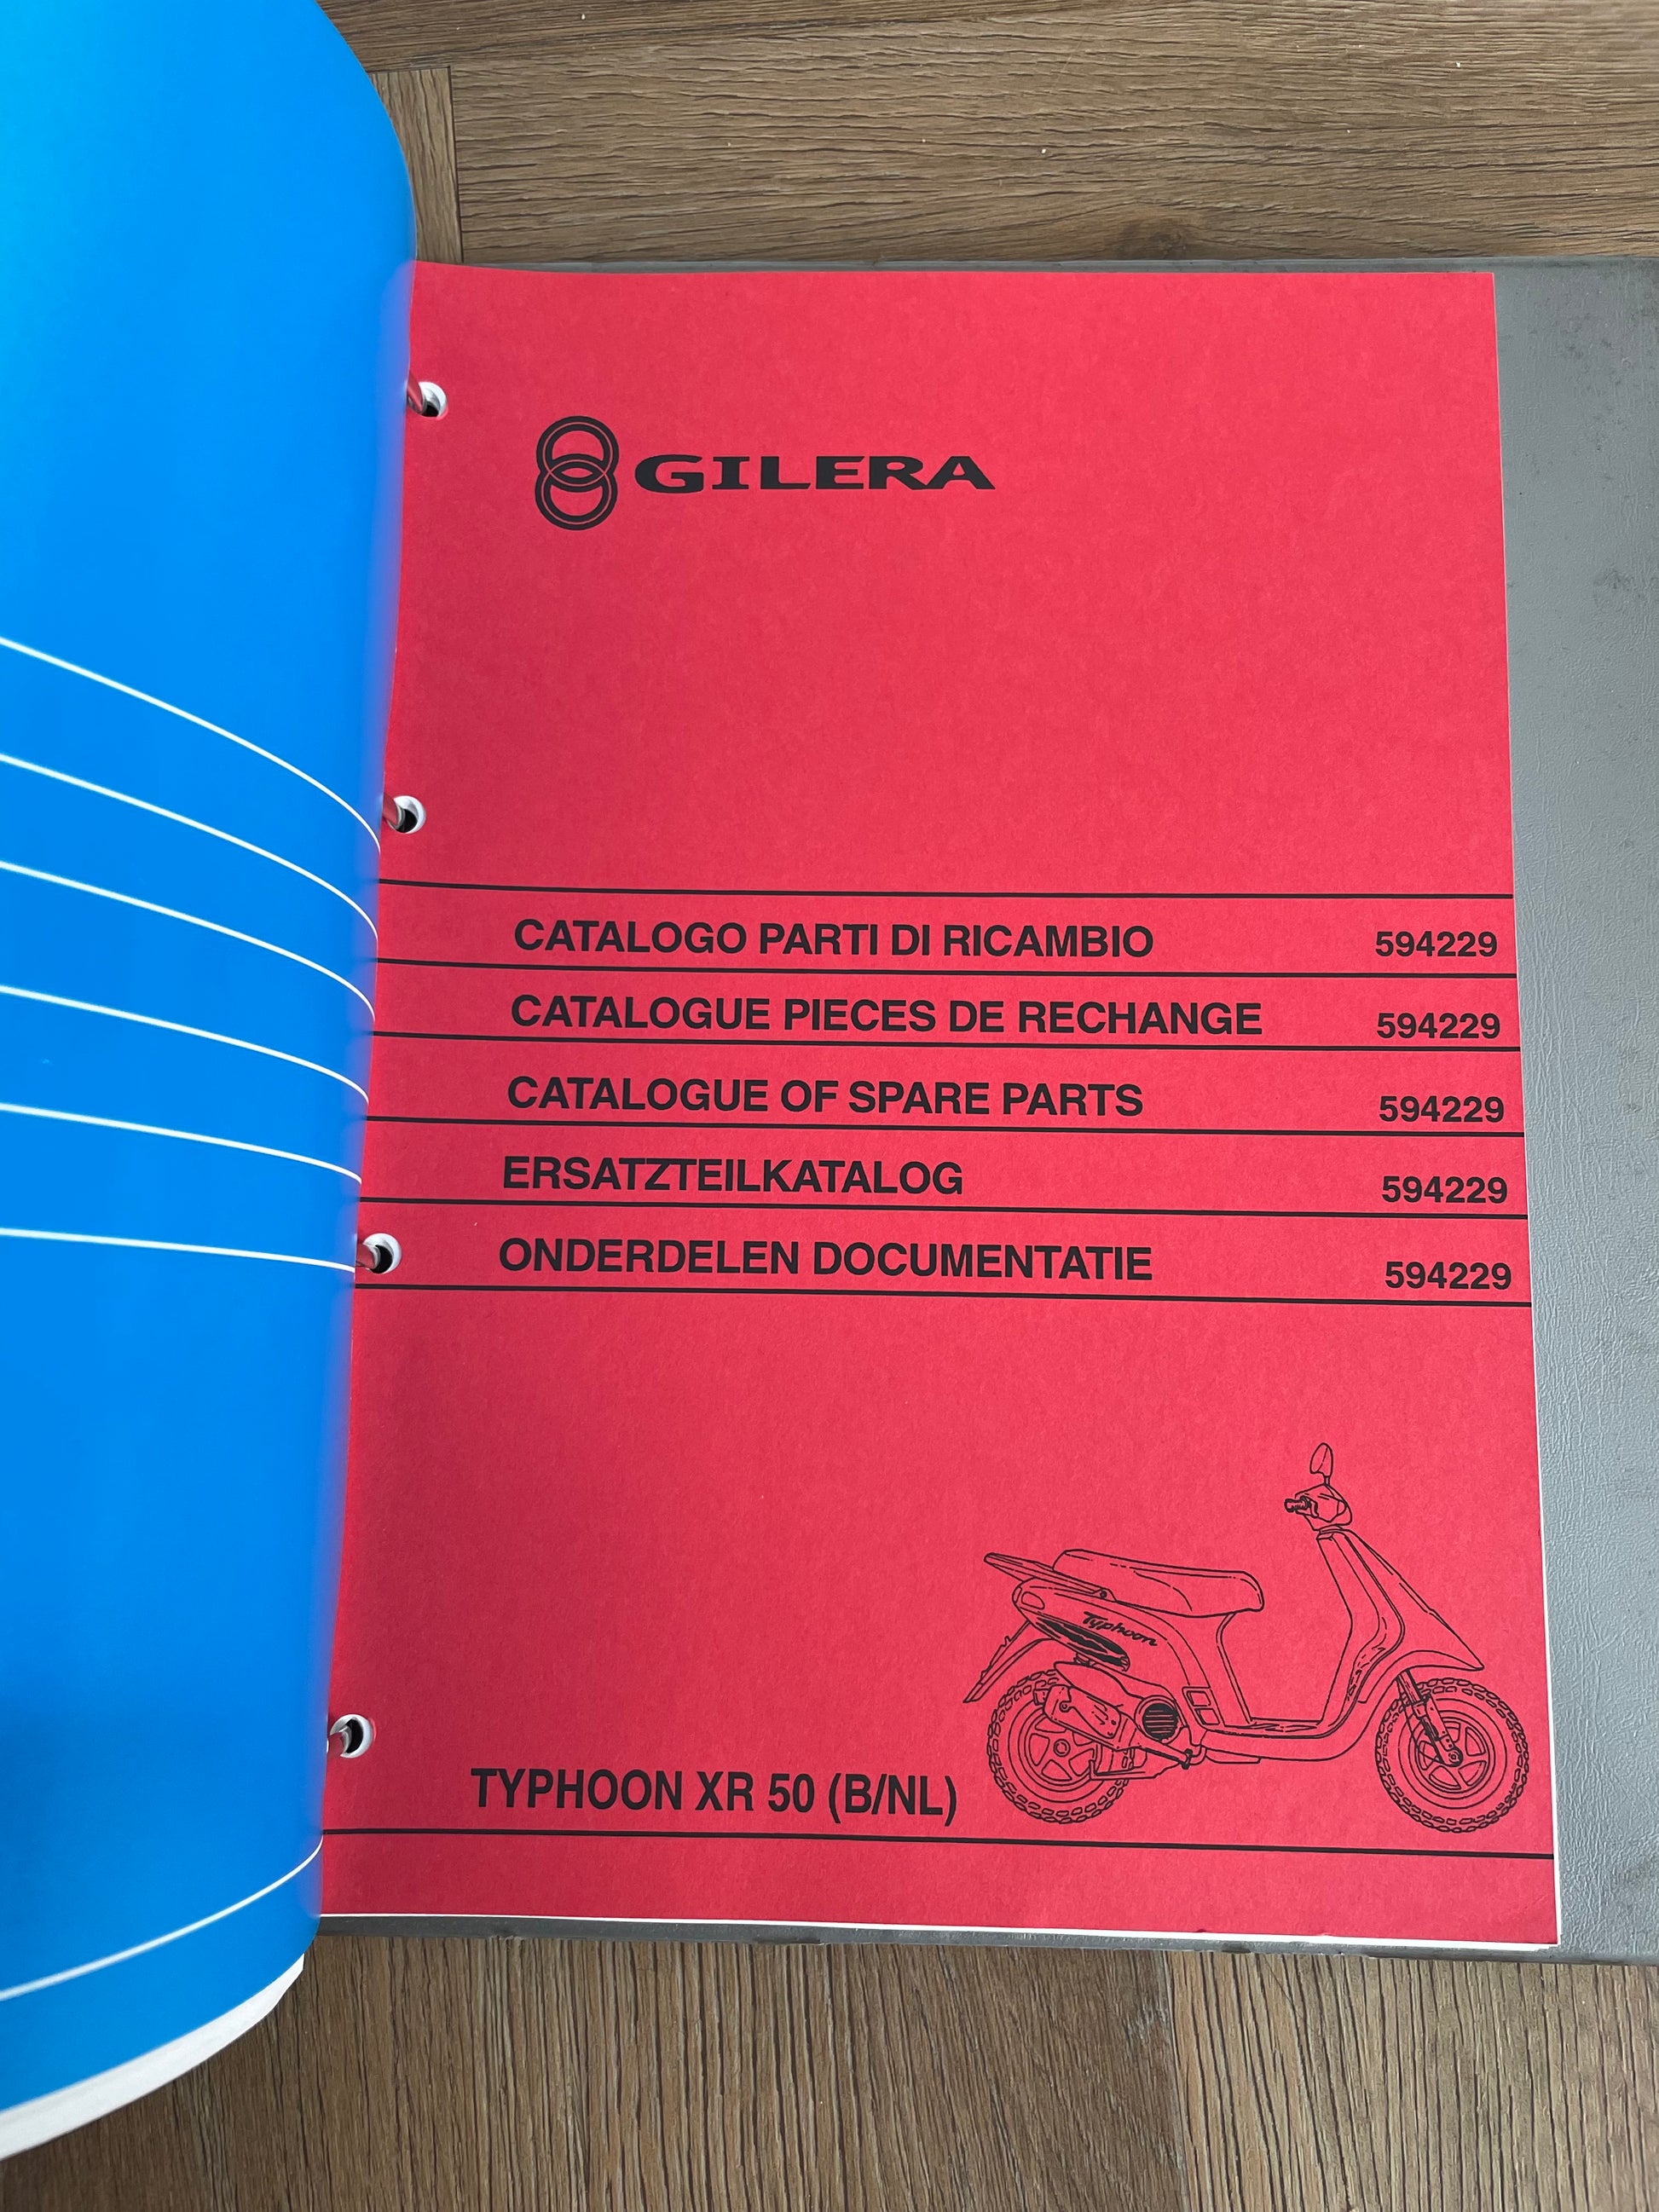 GILERA
CATALOGO PARTI DI RICAMBIO 594229
CATALOGUE PIECES DE RECHANGE 594229
CATALOGUE OF SPARE PARTS 594229
ERSATZTEILKATALOG 594229
ONDERDELEN DOCUMENTATIE 594229
Typhoon
TYPHOON XR 50 (B/NL)